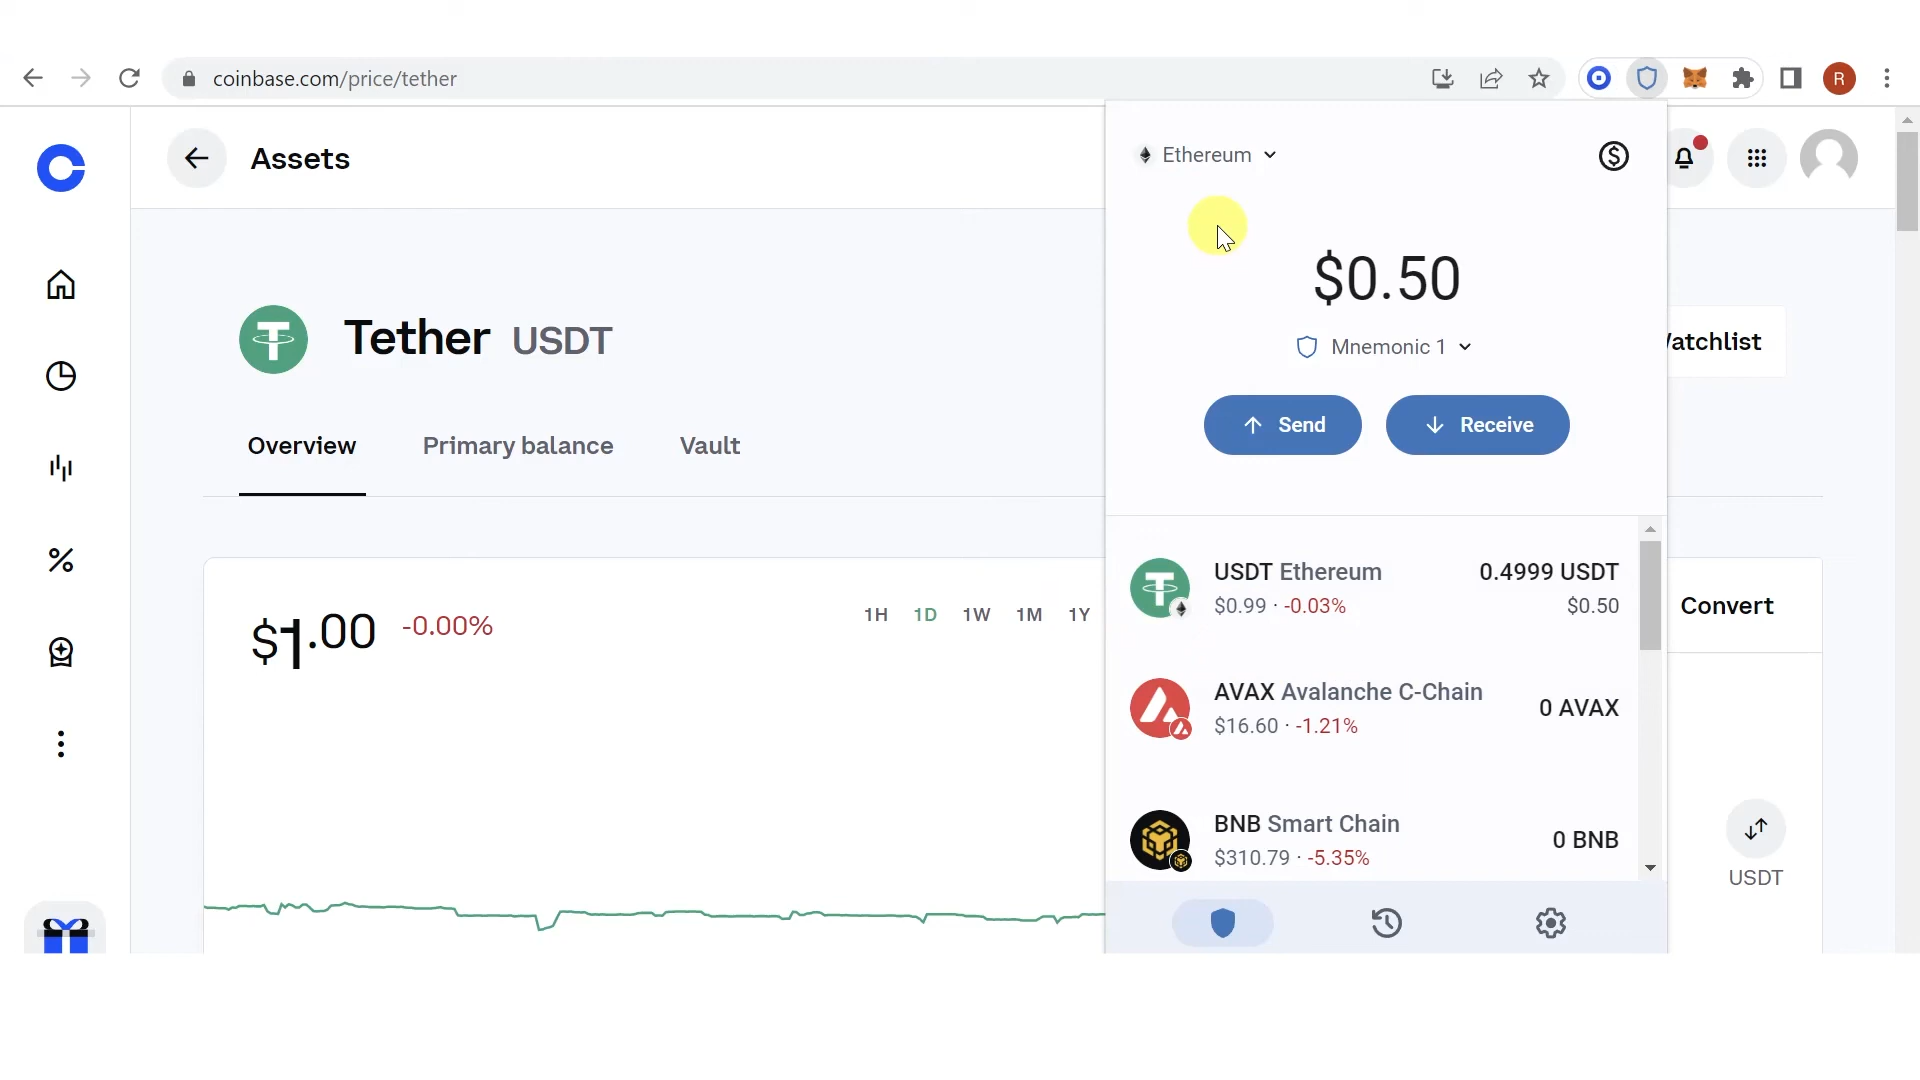 coinbase.com/price/tether
R
Assets
Ethereum
$0.50
Mnemonic 1
Send
Receive
Tether USDT
Watchlist
Overview
Primary balance
Vault
$1.00 -0.00%
1H 1D 1W 1M 1Y
USDT Ethereum 0.4999 USDT
$0.99 · -0.03% $0.50
Convert
AVAX Avalanche C-Chain 0 AVAX
$16.60 · -1.21%
BNB Smart Chain 0 BNB
$310.79 · -5.35%
USDT